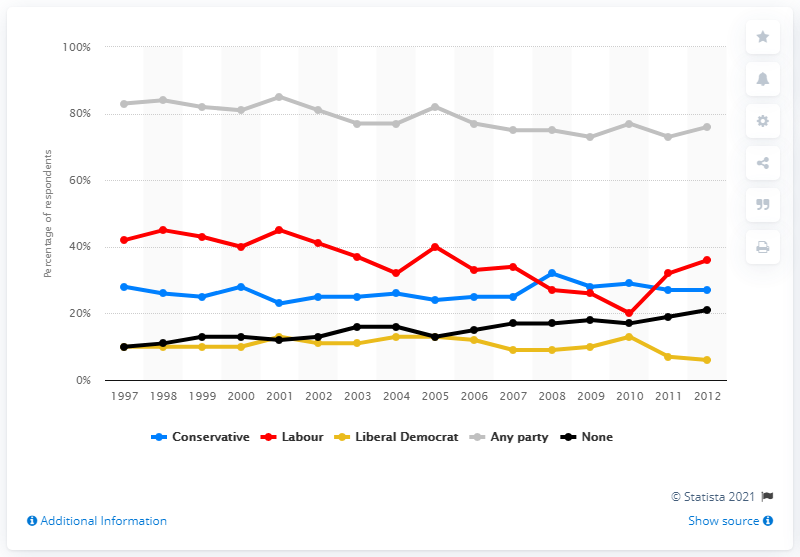 100%
80%
60%
40%
20%
0%
Percentage of respondents
1997 1998 1999 2000 2001 2002 2003 2004 2005 2006 2007 2008 2009 2010 2011 2012
Conservative Labour Liberal Democrat Any party None
© Statista 2021
Additional Information Show source